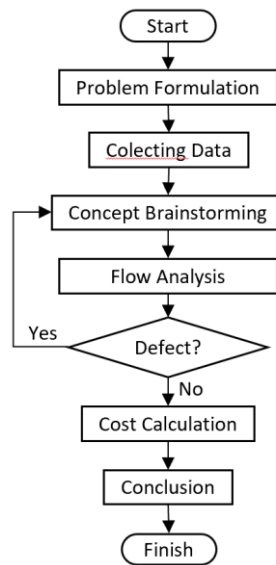 Start
Problem Formulation
Colecting Data
Concept Brainstorming
Flow Analysis
Yes
Defect?
No
Cost Calculation
Conclusion
Finish